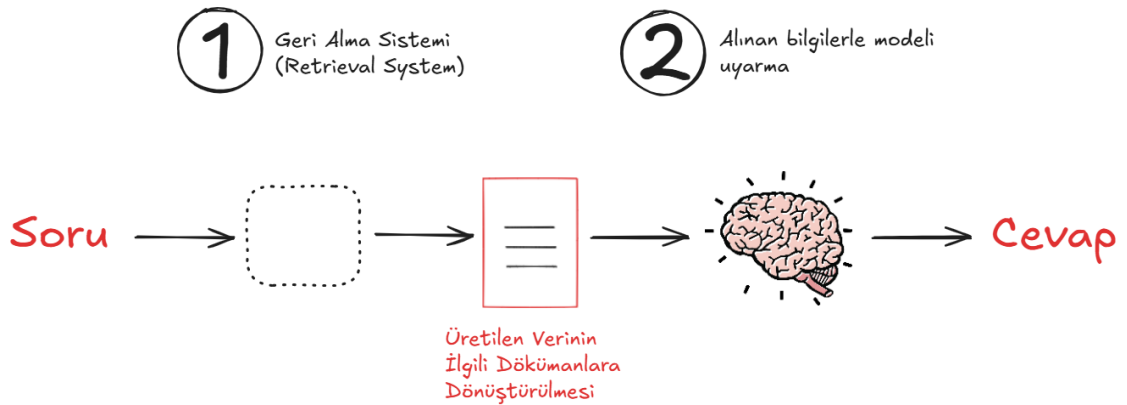 1
Geri Alma Sistemi
(Retrieval System)
2
Alınan bilgilerle modeli
uyarma
Soru
Cevap
Üretilen Verinin
İlgili Dökümanlara
Dönüştürülmesi